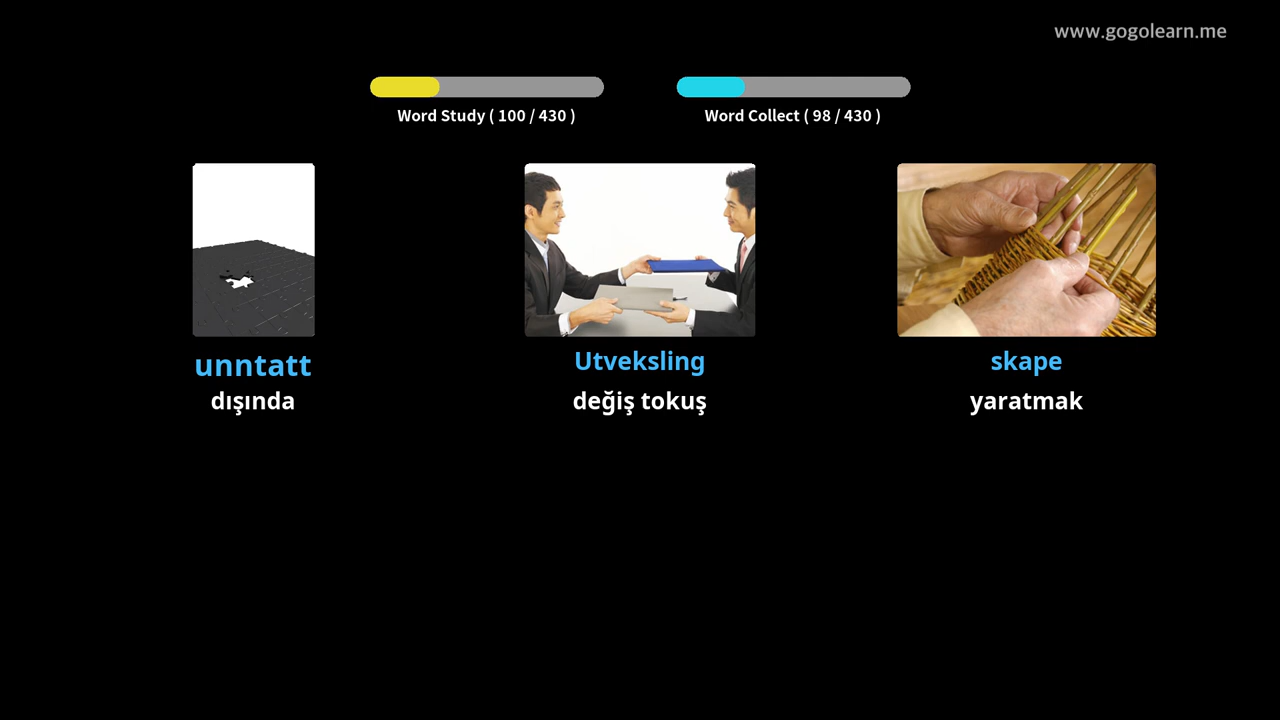 www.gogolearn.me
Word Study ( 100 / 430 )
Word Collect ( 98 / 430 )
unntatt
dışında
Utveksling
değiş tokuş
skape
yaratmak